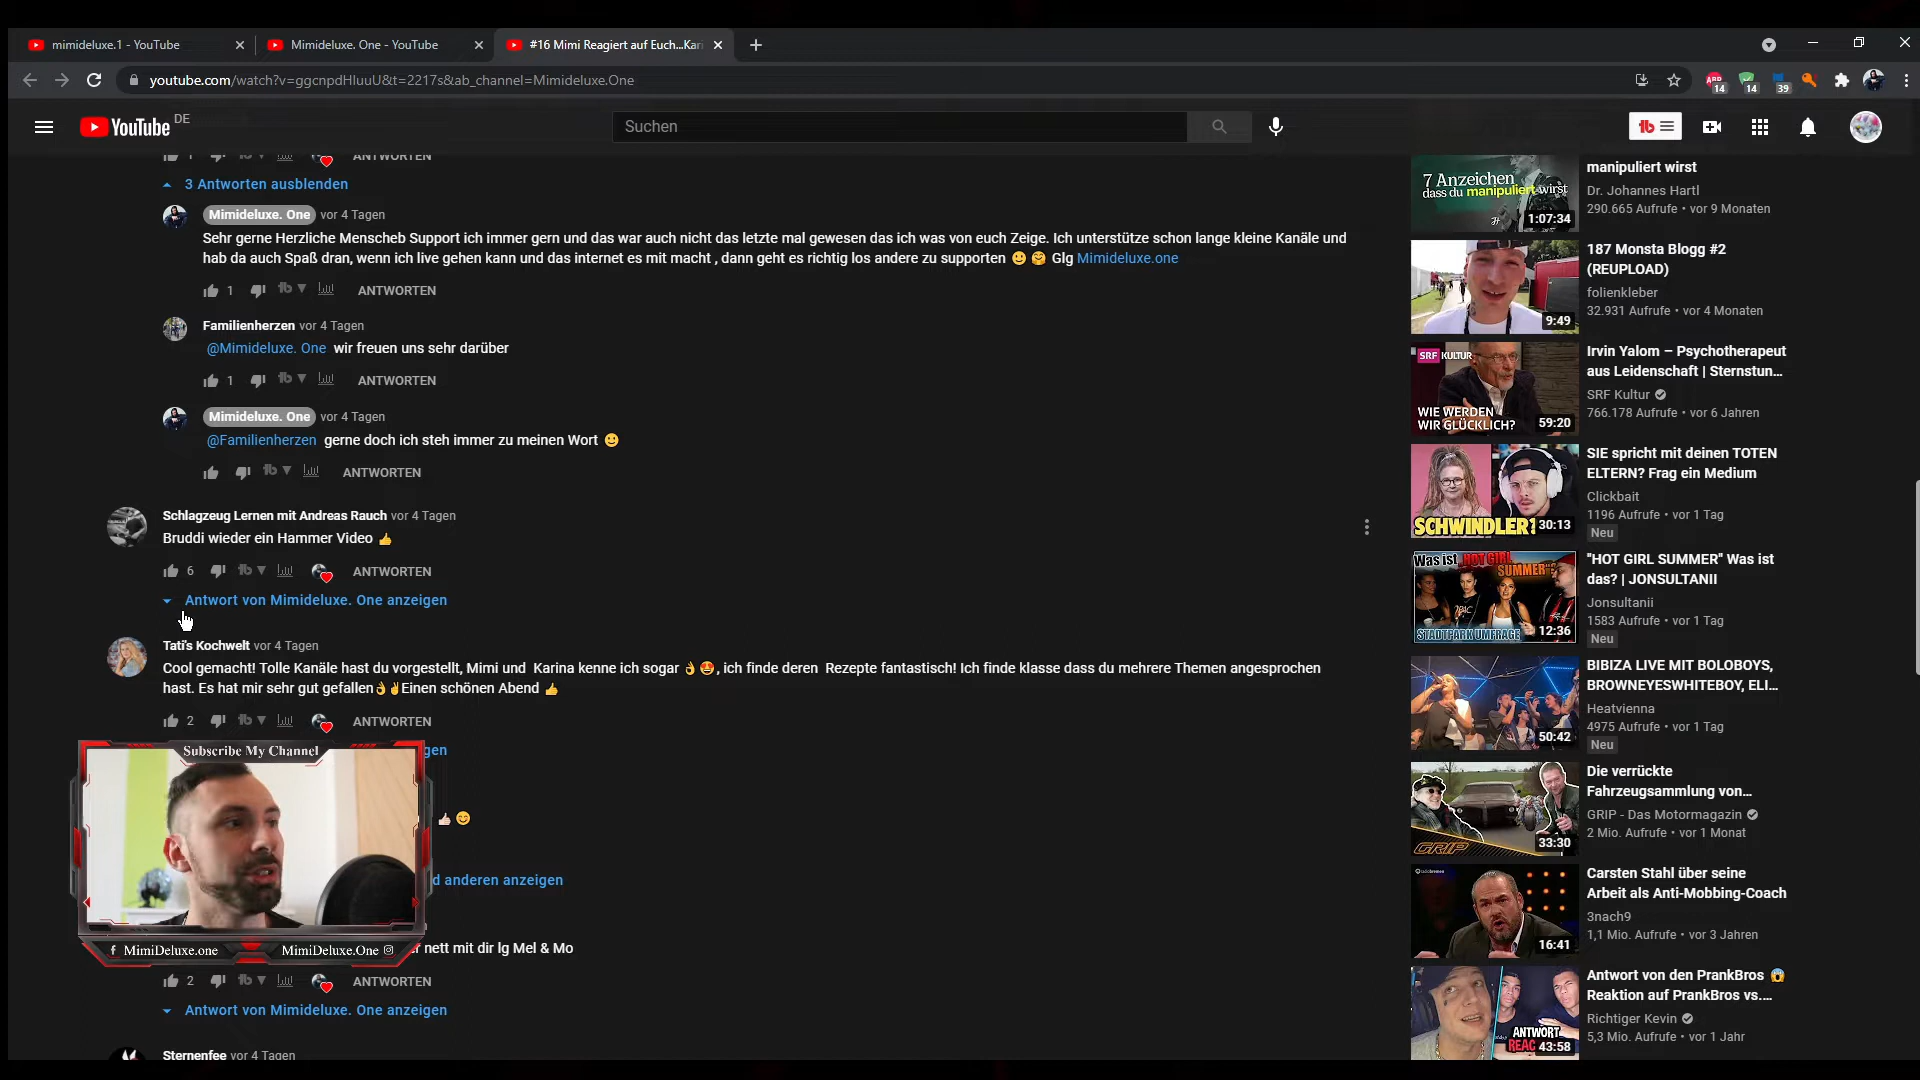 mimideluxe.1 - YouTube
Mimideluxe. One - YouTube
#16 Mimi Reagiert auf Euch...Kari
youtube.com/watch?v=ggcnpdHIuuU&t=2217s&ab_channel=Mimideluxe.One
ABP
14
14
39
YouTube
DE
Suchen
ANTWORTEN
3 Antworten ausblenden
Mimideluxe. One vor 4 Tagen
Sehr gerne Herzliche Menscheb Support ich immer gern und das war auch nicht das letzte mal gewesen das ich was von euch Zeige. Ich unterstütze schon lange kleine Kanäle und
hab da auch Spaß dran, wenn ich live gehen kann und das internet es mit macht , dann geht es richtig los andere zu supporten 🙂 🤗 Glg Mimideluxe.one
1 ANTWORTEN
Familienherzen vor 4 Tagen
@Mimideluxe. One wir freuen uns sehr darüber
1 ANTWORTEN
Mimideluxe. One vor 4 Tagen
@Familienherzen gerne doch ich steh immer zu meinen Wort 🙂
ANTWORTEN
Schlagzeug Lernen mit Andreas Rauch vor 4 Tagen
Bruddi wieder ein Hammer Video 👍
6 ANTWORTEN
Antwort von Mimideluxe. One anzeigen
Tati's Kochwelt vor 4 Tagen
Cool gemacht! Tolle Kanäle hast du vorgestellt, Mimi und Karina kenne ich sogar 👌🤩, ich finde deren Rezepte fantastisch! Ich finde klasse dass du mehrere Themen angesprochen
hast. Es hat mir sehr gut gefallen👌✌Einen schönen Abend 👍
2 ANTWORTEN
gen
Subscribe My Channel
👍🏻 😊
d anderen anzeigen
MimiDeluxe.one
MimiDeluxe.One
r nett mit dir lg Mel & Mo
2 ANTWORTEN
Antwort von Mimideluxe. One anzeigen
Sternenfee vor 4 Tagen
7 Anzeichen
dass du manipuliert wirst
1:07:34
manipuliert wirst
Dr. Johannes Hartl
290.665 Aufrufe • vor 9 Monaten
9:49
187 Monsta Blogg #2
(REUPLOAD)
folienkleber
32.931 Aufrufe • vor 4 Monaten
SRF KULTUR
WIE WERDEN
WIR GLÜCKLICH?
59:20
Irvin Yalom – Psychotherapeut
aus Leidenschaft | Sternstun...
SRF Kultur
766.178 Aufrufe • vor 6 Jahren
SCHWINDLER?
30:13
SIE spricht mit deinen TOTEN
ELTERN? Frag ein Medium
Clickbait
1196 Aufrufe • vor 1 Tag
Neu
Was ist HOT GIRL
SUMMER"?
STADTPARK UMFRAGE
12:36
"HOT GIRL SUMMER" Was ist
das? | JONSULTANII
Jonsultanii
1583 Aufrufe • vor 1 Tag
Neu
50:42
BIBIZA LIVE MIT BOLOBOYS,
BROWNEYESWHITEBOY, ELI...
Heatvienna
4975 Aufrufe • vor 1 Tag
Neu
GRIP
33:30
Die verrückte
Fahrzeugsammlung von...
GRIP - Das Motormagazin
2 Mio. Aufrufe • vor 1 Monat
16:41
Carsten Stahl über seine
Arbeit als Anti-Mobbing-Coach
3nach9
1,1 Mio. Aufrufe • vor 3 Jahren
ANTWORT
REAC
43:58
Antwort von den PrankBros 😱
Reaktion auf PrankBros vs....
Richtiger Kevin
5,3 Mio. Aufrufe • vor 1 Jahr